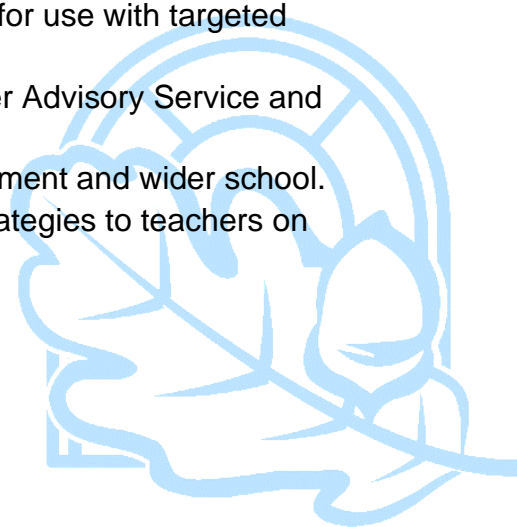 for use with targeted
er Advisory Service and
ment and wider school.
ategies to teachers on